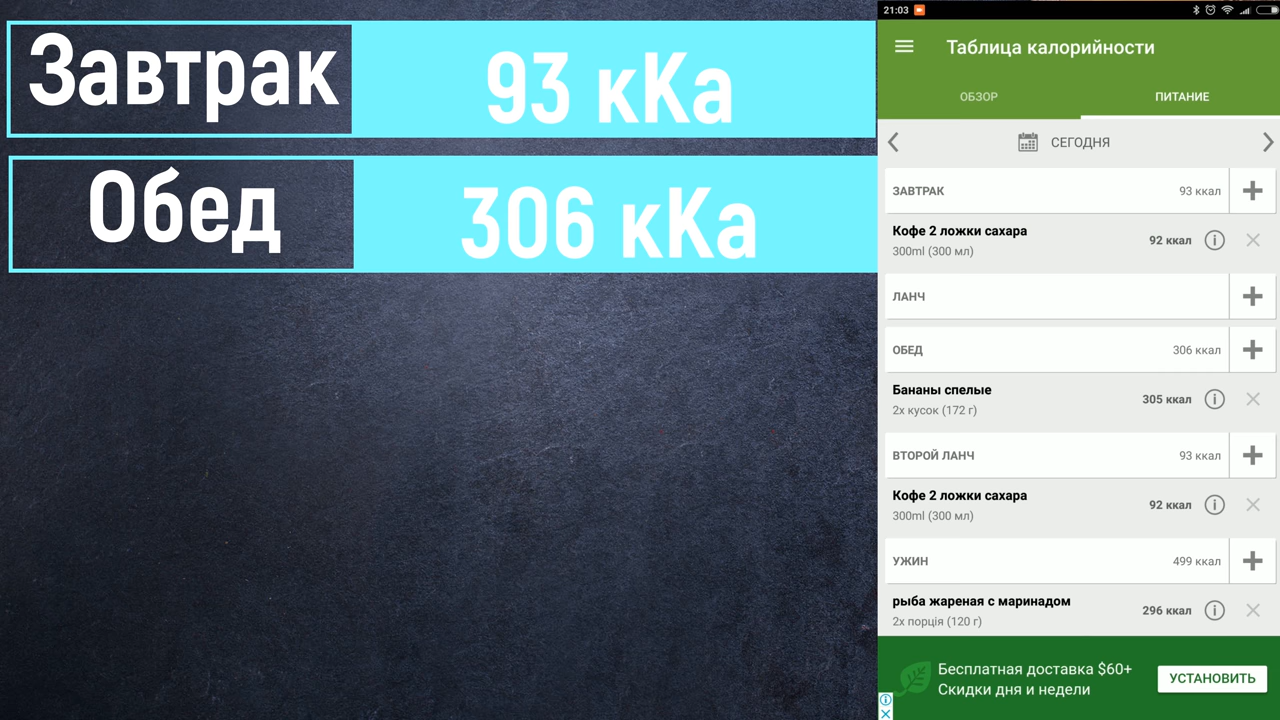 Завтрак
93 кКа
Обед
306 кКа
21:03
Таблица калорийности
ОБЗОР
ПИТАНИЕ
СЕГОДНЯ
ЗАВТРАК
93 ккал
Кофе 2 ложки сахара
300ml (300 мл)
92 ккал
ЛАНЧ
ОБЕД
306 ккал
Бананы спелые
2x кусок (172 г)
305 ккал
ВТОРОЙ ЛАНЧ
93 ккал
Кофе 2 ложки сахара
300ml (300 мл)
92 ккал
УЖИН
499 ккал
рыба жареная с маринадом
2x порція (120 г)
296 ккал
Бесплатная доставка $60+
Скидки дня и недели
УСТАНОВИТЬ